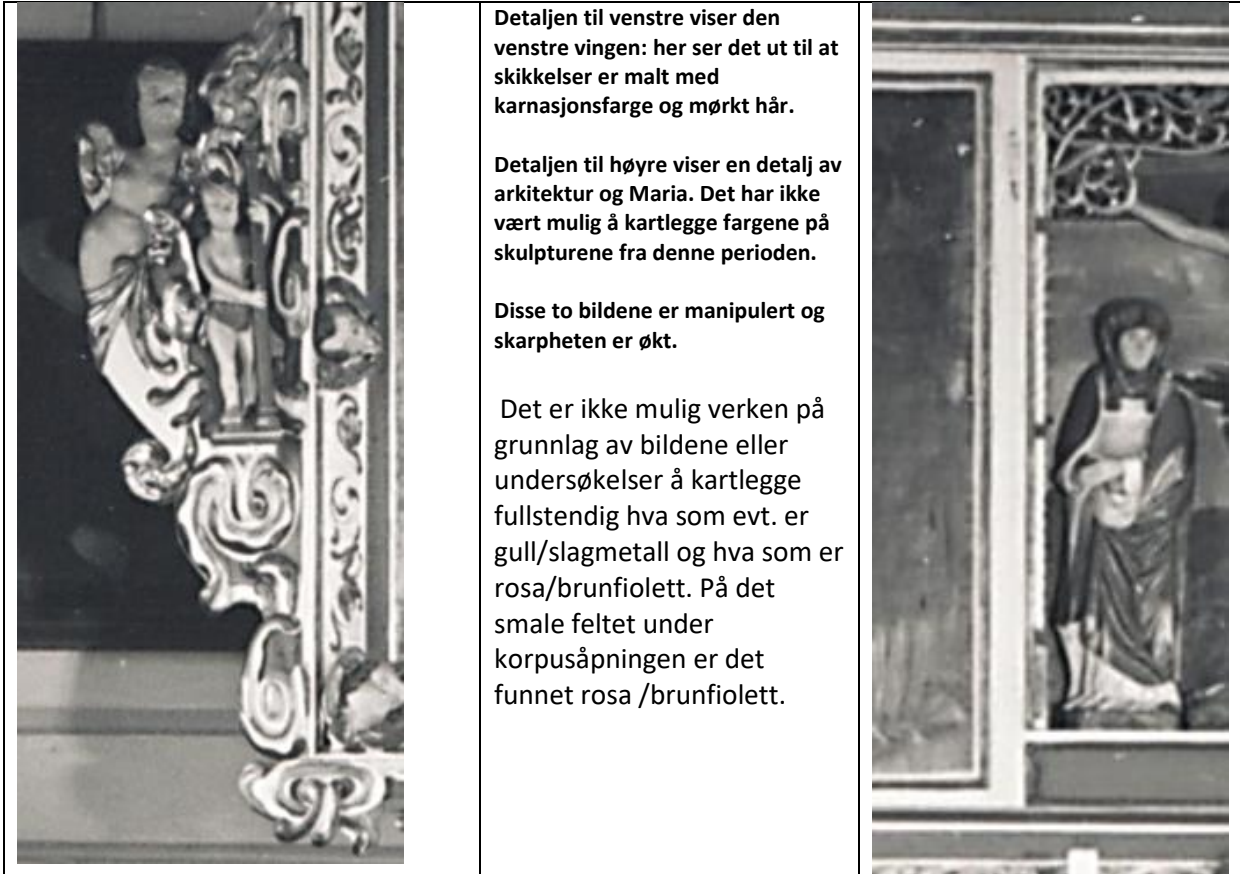 Detaljen til venstre viser den
venstre vingen: her ser det ut til at
skikkelser er malt med
karnasjonsfarge og mørkt hår.
Detaljen til høyre viser en detalj av
arkitektur og Maria. Det har ikke
vært mulig å kartlegge fargene på
skulpturene fra denne perioden.
Disse to bildene er manipulert og
skarpheten er økt.
Det er ikke mulig verken på
grunnlag av bildene eller
undersøkelser å kartlegge
fullstendig hva som evt. er
gull/slagmetall og hva som er
rosa/brunfiolett. På det
smale feltet under
korpusåpningen er det
funnet rosa /brunfiolett.